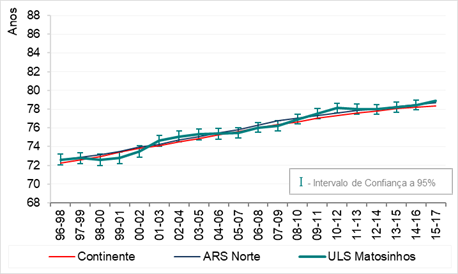 Anos
88
86
84
82
80
78
76
74
72
70
68
I - Intervalo de Confiança a 95%
96-98 97-99 98-00 99-01 00-02 01-03 02-04 03-05 04-06 05-07 06-08 07-09 08-10 09-11 10-12 11-13 12-14 13-15 14-16 15-17
Continente ARS Norte ULS Matosinhos